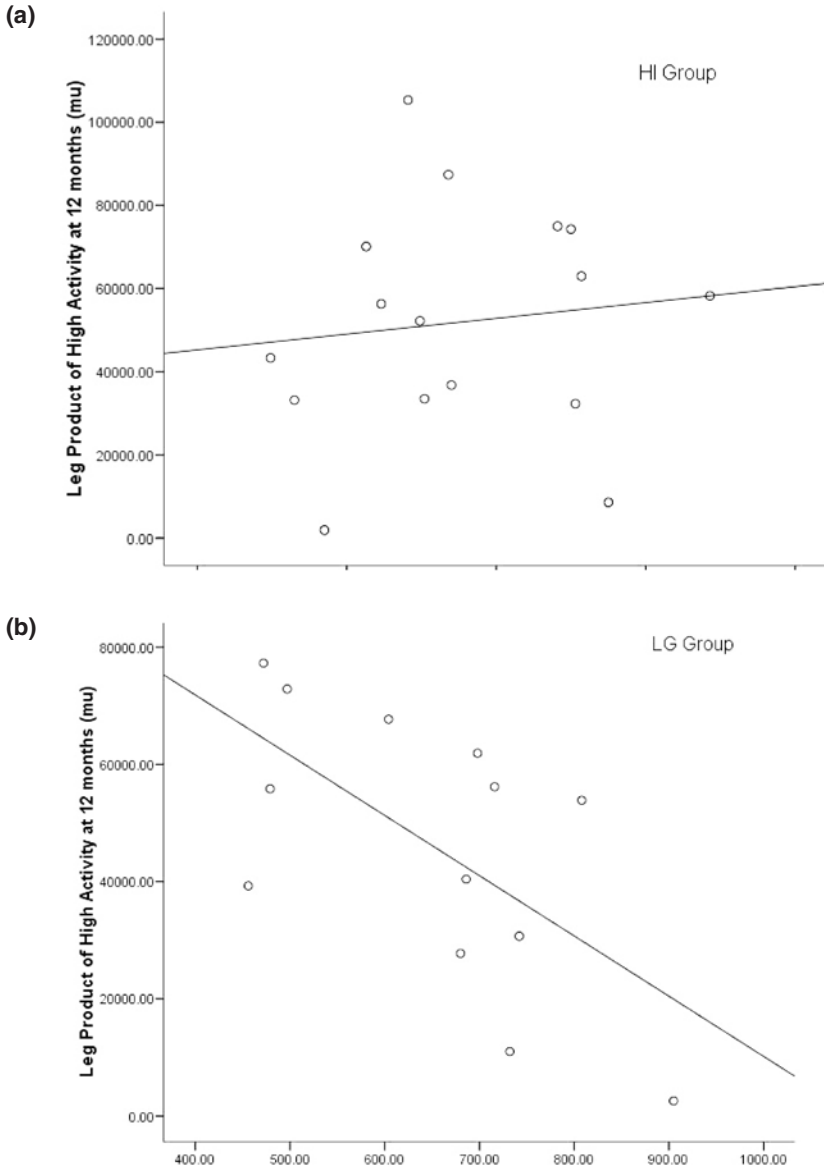 (a)
HI Group
Leg Product of High Activity at 12 months (mu)
120000.00
100000.00
80000.00
60000.00
40000.00
20000.00
0.00
(b)
LG Group
Leg Product of High Activity at 12 months (mu)
80000.00
60000.00
40000.00
20000.00
0.00
400.00 500.00 600.00 700.00 800.00 900.00 1000.00